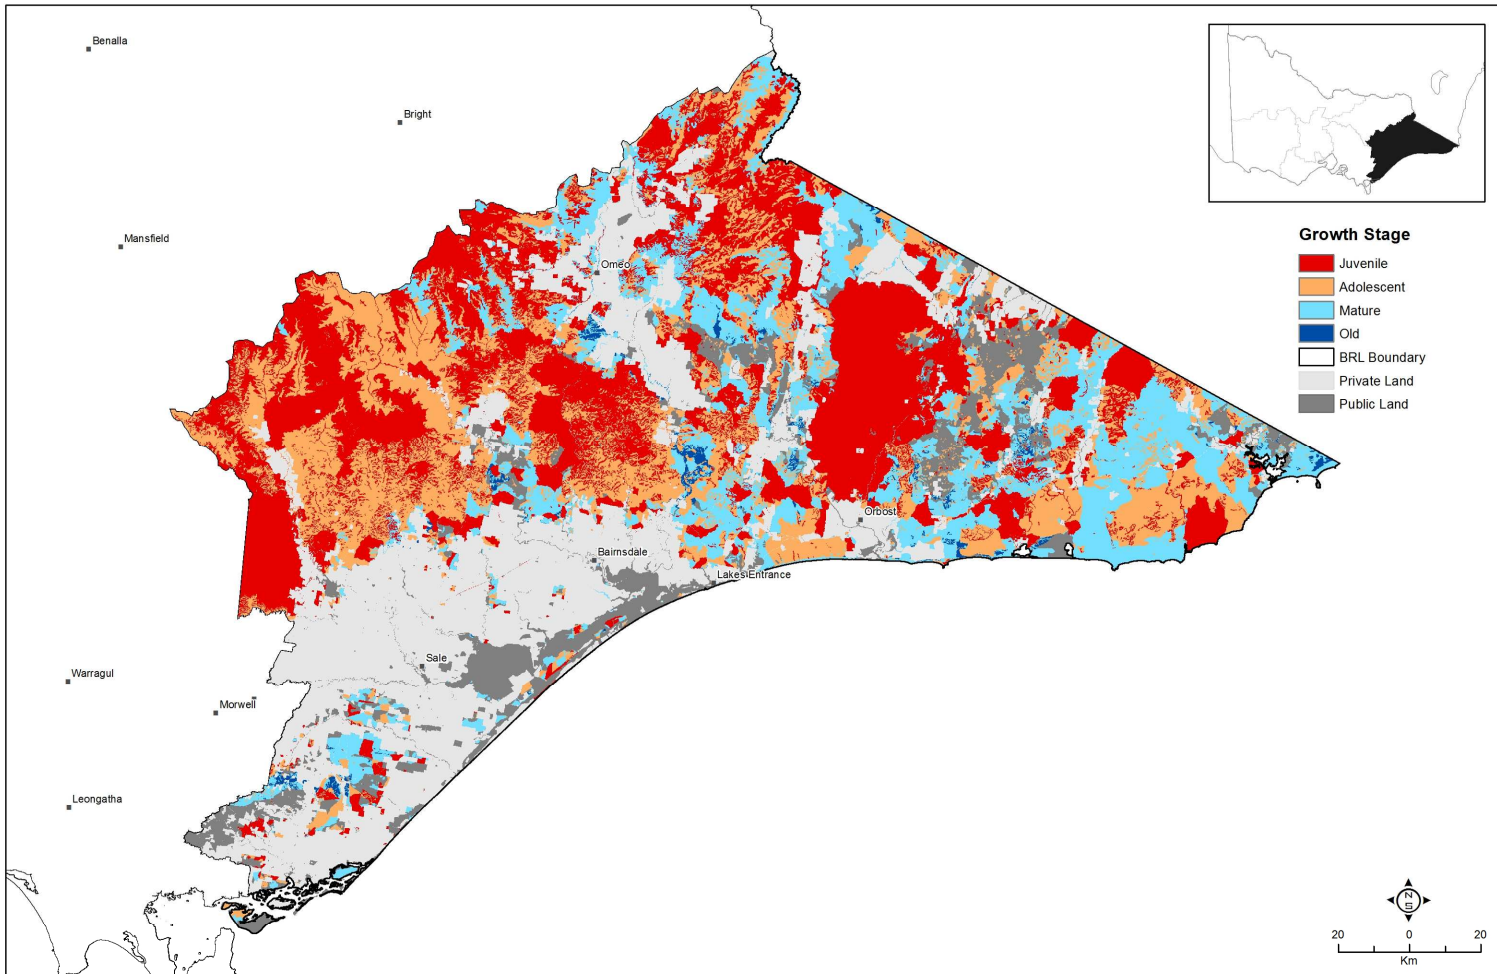 Benalla
Bright
Mansfield
Omeo
Growth Stage
Juvenile
Adolescent
Mature
Old
BRL Boundary
Private Land
Public Land
Orbost
Bairnsdale
Lakes Entrance
Sale
Warragul
Morwell
Leongatha
N
S
20 0 20
Km